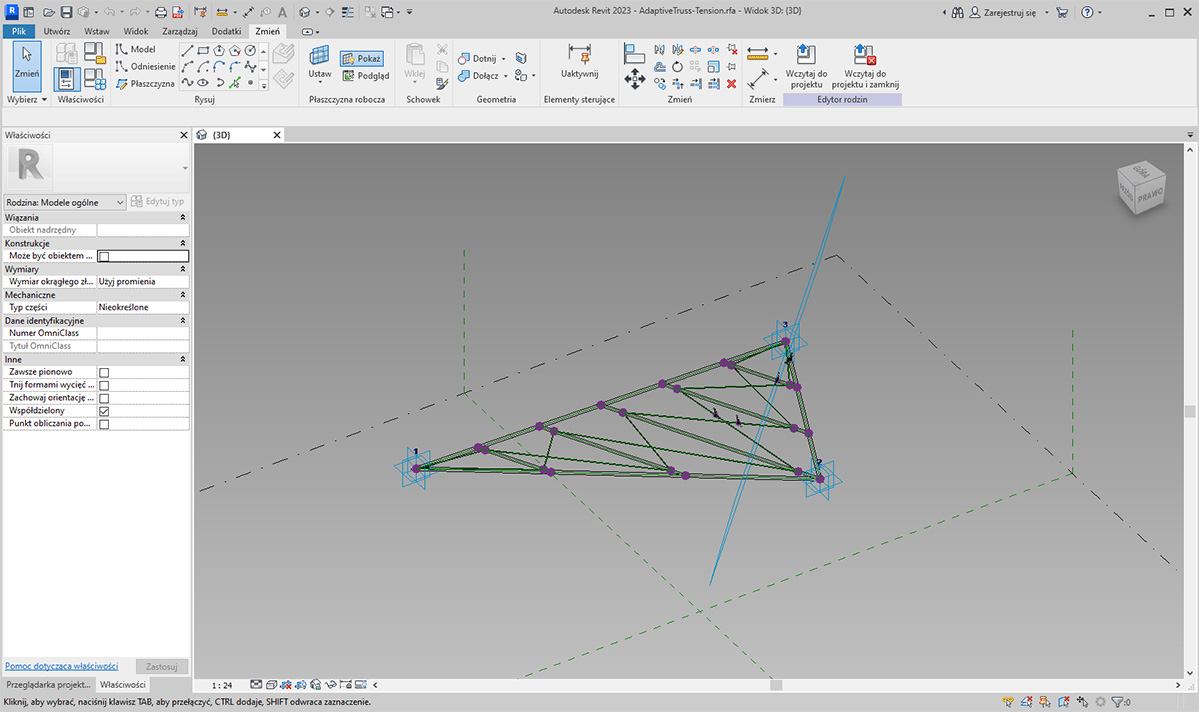 Autodesk Revit 2023 - AdaptiveTruss-Tension.rfa - Widok 3D: {3D}
Zarejestruj się
Plik Utwórz Wstaw Widok Zarządzaj Dodatki Zmień
Zmień
Model
Odniesienie
Płaszczyzna
Ustaw
Pokaż
Podgląd
Wklej
Dotnij
Dołącz
Uaktywnij
Wczytaj do
projektu
Wczytaj do
projektu i zamknij
Wybierz Właściwości Rysuj Płaszczyzna robocza Schowek Geometria Elementy sterujące Zmień Zmierz Edytor rodzin
Właściwości
{3D}
R
Rodzina: Modele ogólne
Edytuj typ
Wiązania
Obiekt nadrzędny
Konstrukcje
Może być obiektem ...
Wymiary
Wymiar okrągłego zł... Użyj promienia
Mechaniczne
Typ części Nieokreślone
Dane identyfikacyjne
Numer OmniClass
Tytuł OmniClass
Inne
Zawsze pionowo
Tnij formami wycięć ...
Zachowaj orientację ...
Współdzielony
Punkt obliczania po...
GÓRA
PRAWO
3
1
2
Pomoc dotycząca właściwości
Zastosuj
Przeglądarka projekt... Właściwości
1 : 24
Kliknij, aby wybrać, naciśnij klawisz TAB, aby przełączyć, CTRL dodaje, SHIFT odwraca zaznaczenie.
:0